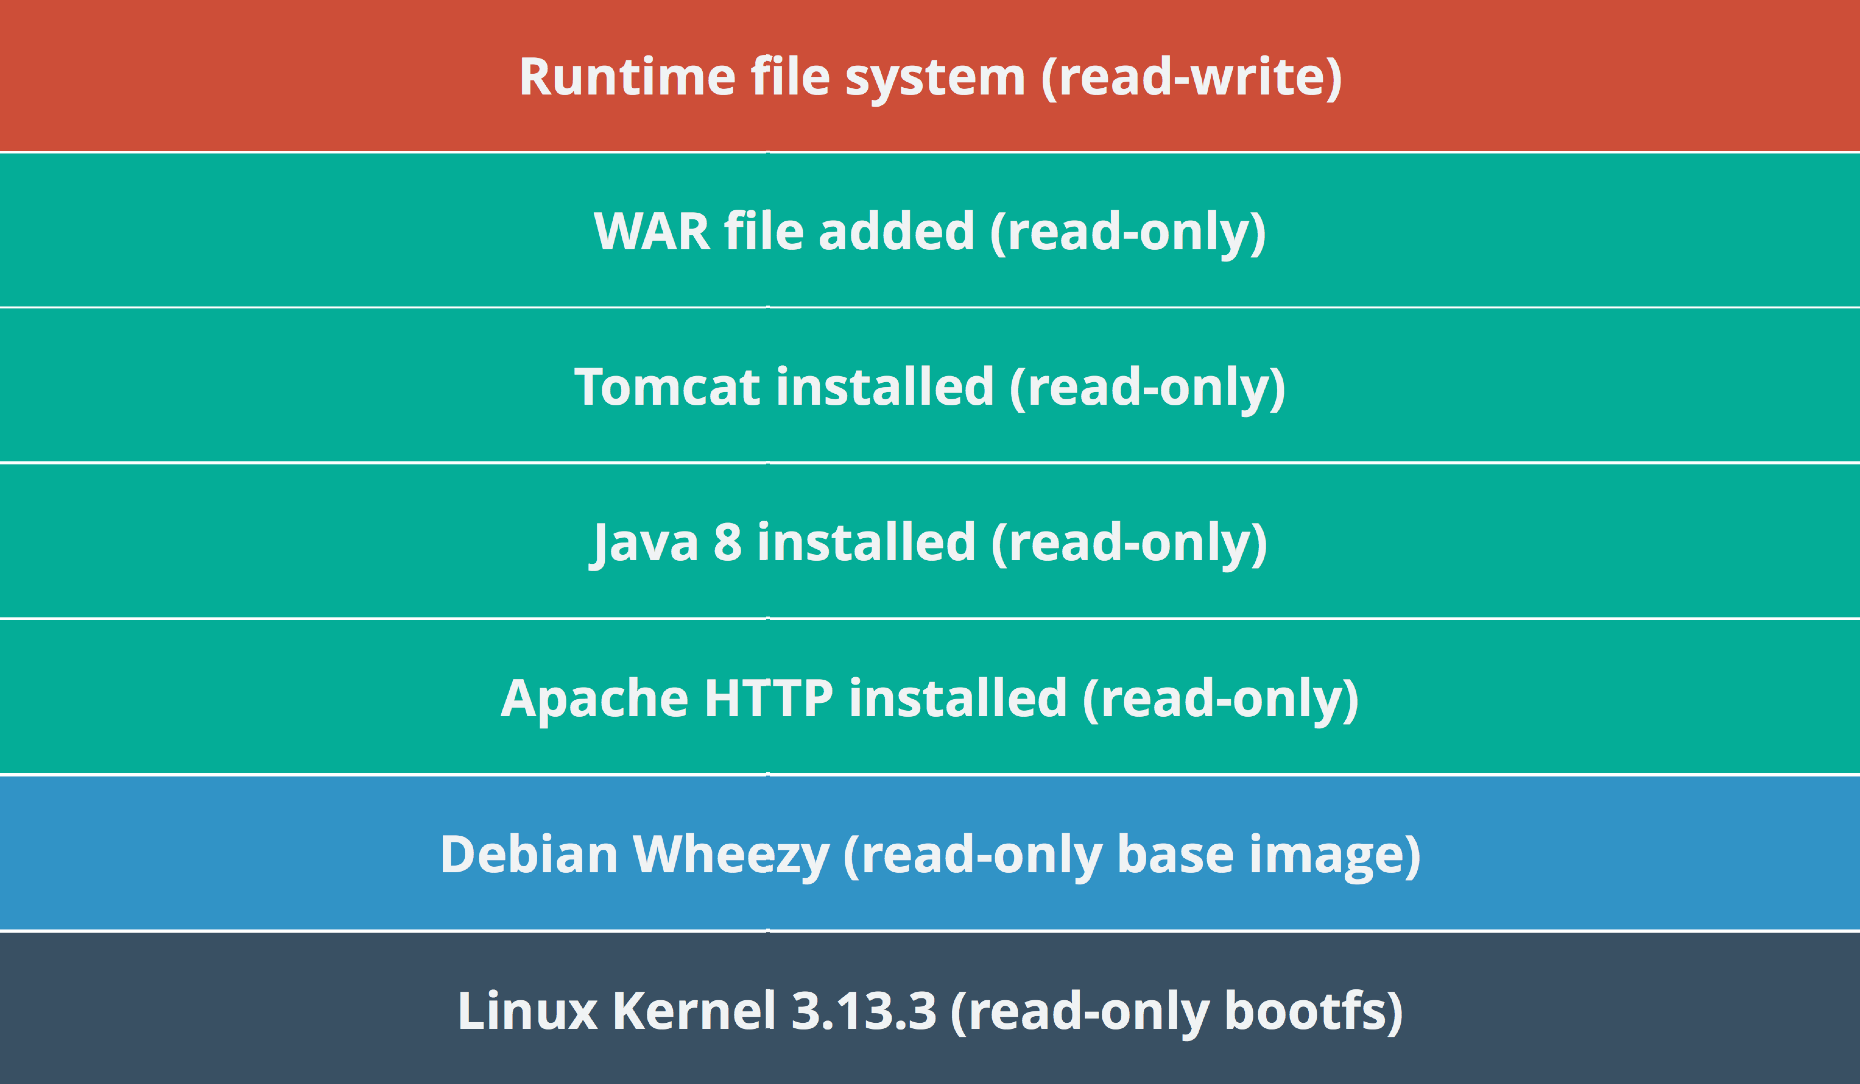 Runtime file system (read-write)
WAR file added (read-only)
Tomcat installed (read-only)
Java 8 installed (read-only)
Apache HTTP installed (read-only)
Debian Wheezy (read-only base image)
Linux Kernel 3.13.3 (read-only bootfs)